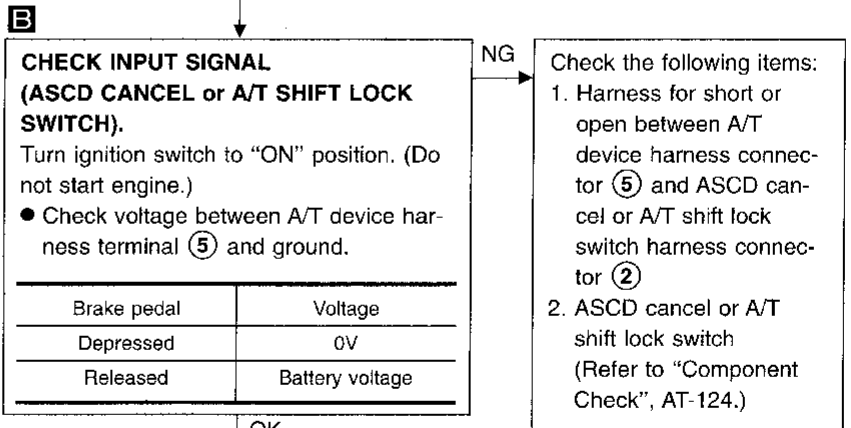 B
CHECK INPUT SIGNAL
(ASCD CANCEL or A/T SHIFT LOCK
SWITCH).
Turn ignition switch to “ON” position. (Do
not start engine.)
● Check voltage between A/T device har-
ness terminal ⑤ and ground.
Brake pedal Voltage
Depressed 0V
Released Battery voltage
OK
NG
Check the following items:
1. Harness for short or
open between A/T
device harness connec-
tor ⑤ and ASCD can-
cel or A/T shift lock
switch harness connec-
tor ②
2. ASCD cancel or A/T
shift lock switch
(Refer to “Component
Check”, AT-124.)